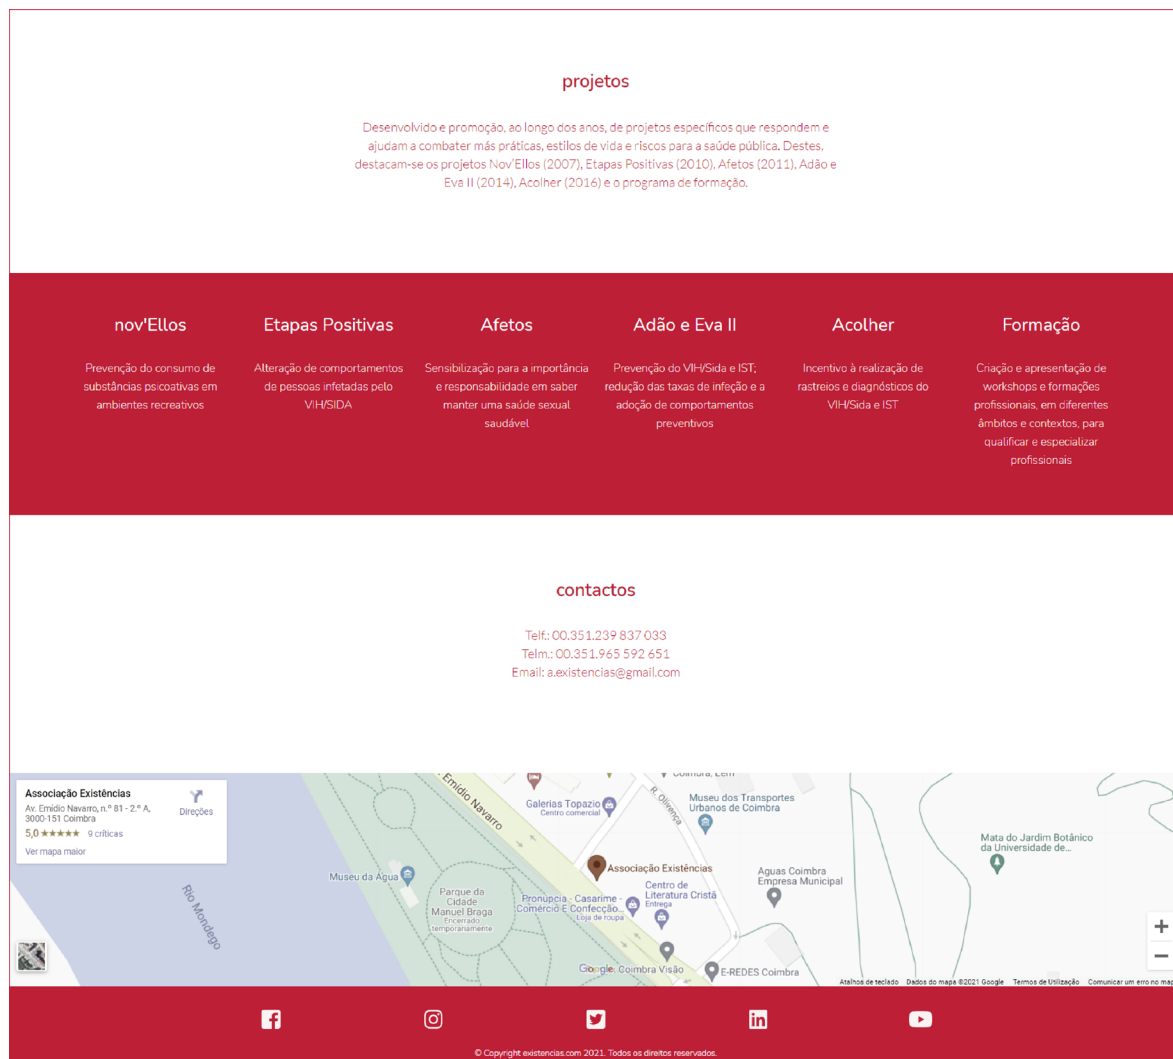 projetos
Desenvolvido e promoção, ao longo dos anos, de projetos específicos que respondem e
ajudam a combater más práticas, estilos de vida e riscos para a saúde pública. Destes,
destacam-se os projetos Nov'Ellos (2007), Etapas Positivas (2010), Afetos (2011), Adão e
Eva II (2014), Acolher (2016) e o programa de formação.
nov'Ellos
Prevenção do consumo de
substâncias psicoativas em
ambientes recreativos
Etapas Positivas
Alteração de comportamentos
de pessoas infetadas pelo
VIH/SIDA
Afetos
Sensibilização para a importância
e responsabilidade em saber
manter uma saúde sexual
saudável
Adão e Eva II
Prevenção do VIH/Sida e IST;
redução das taxas de infeção e a
adoção de comportamentos
preventivos
Acolher
Incentivo à realização de
rastreios e diagnósticos do
VIH/Sida e IST
Formação
Criação e apresentação de
workshops e formações
profissionais, em diferentes
âmbitos e contextos, para
qualificar e especializar
profissionais
contactos
Telf.: 00.351.239 837 033
Telm.: 00.351.965 592 651
Email: a.existencias@gmail.com
Associação Existências
Av. Emídio Navarro, n.º 81 - 2.º A,
3000-151 Coimbra
5,0 ★★★★★ 9 críticas
Ver mapa maior
Direções
Emídio Navarro
R. Olivença
Coimbra, Lem
Galerias Topazio
Centro comercial
Museu dos Transportes
Urbanos de Coimbra
Mata do Jardim Botânico
da Universidade de...
Associação Existências
Museu da Água
Aguas Coimbra
Empresa Municipal
Parque da
Cidade
Manuel Braga
Encerrado
temporariamente
Pronúpcia - Casarime -
Comércio E Confecção...
Loja de roupa
Centro de
Literatura Cristã
Entrega
Rio Mondego
Google
Coimbra Visão
E-REDES Coimbra
Atalhos de teclado Dados do mapa ©2021 Google Termos de Utilização Comunicar um erro no map
© Copyright existencias.com 2021. Todos os direitos reservados.